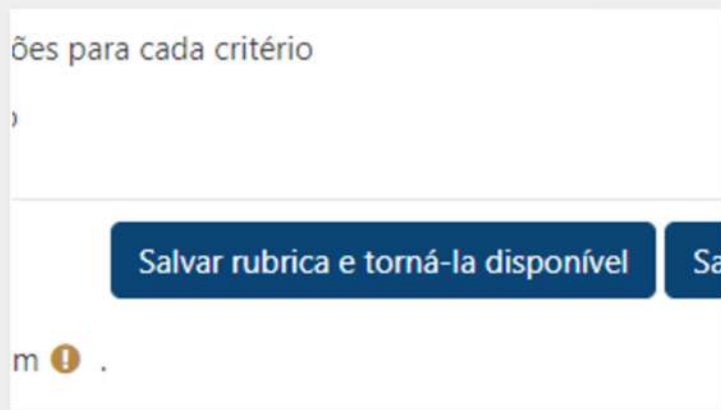 ões para cada critério
o
Salvar rubrica e torná-la disponível Sa
m .